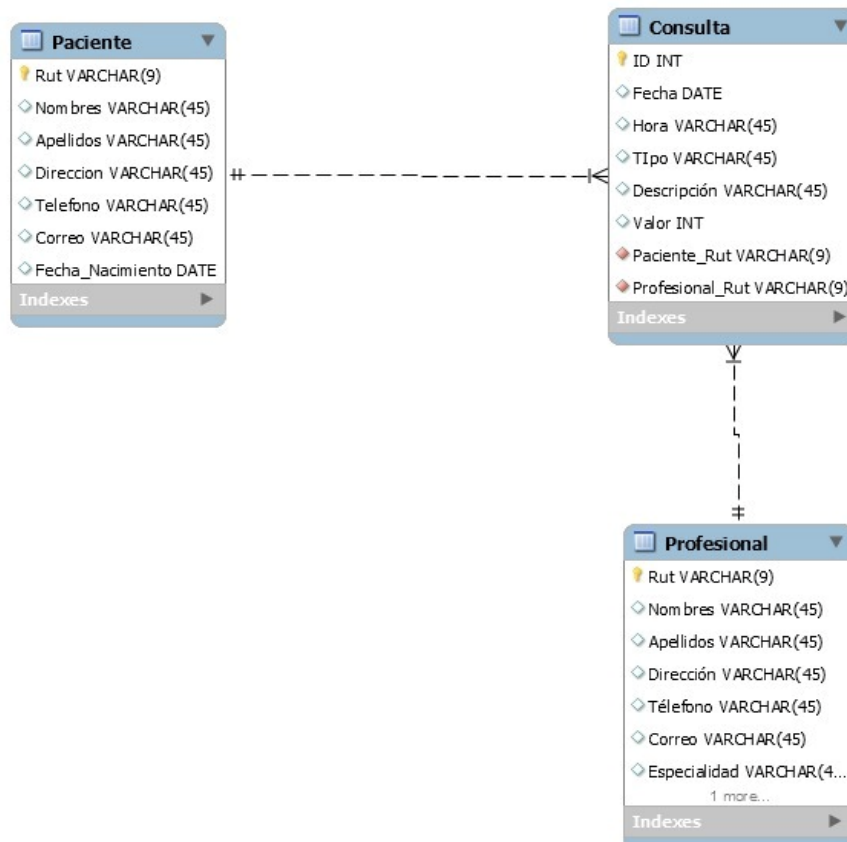 Paciente
Rut VARCHAR(9)
Nombres VARCHAR(45)
Apellidos VARCHAR(45)
Direccion VARCHAR(45)
Telefono VARCHAR(45)
Correo VARCHAR(45)
Fecha_Nacimiento DATE
Indexes
Consulta
ID INT
Fecha DATE
Hora VARCHAR(45)
TIpo VARCHAR(45)
Descripción VARCHAR(45)
Valor INT
Paciente_Rut VARCHAR(9)
Profesional_Rut VARCHAR(9)
Indexes
Profesional
Rut VARCHAR(9)
Nombres VARCHAR(45)
Apellidos VARCHAR(45)
Dirección VARCHAR(45)
Télefono VARCHAR(45)
Correo VARCHAR(45)
Especialidad VARCHAR(4...
1 more...
Indexes